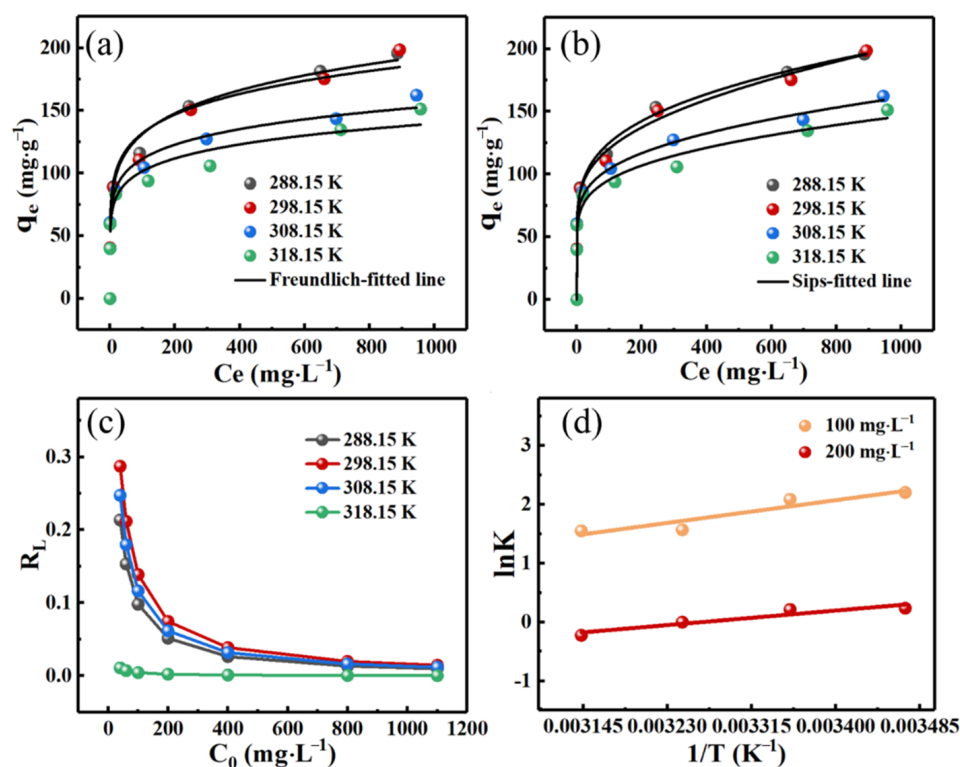 (a)
200
150
100
50
0
qₑ (mg·g⁻¹)
288.15 K
298.15 K
308.15 K
318.15 K
Freundlich-fitted line
0 200 400 600 800 1000
Ce (mg·L⁻¹)
(b)
200
150
100
50
0
qₑ (mg·g⁻¹)
288.15 K
298.15 K
308.15 K
318.15 K
Sips-fitted line
0 200 400 600 800 1000
Ce (mg·L⁻¹)
(c)
0.3
0.2
0.1
0.0
R_L
288.15 K
298.15 K
308.15 K
318.15 K
0 200 400 600 800 1000 1200
C₀ (mg·L⁻¹)
(d)
3
2
1
0
-1
lnK
100 mg·L⁻¹
200 mg·L⁻¹
0.003145 0.003230 0.003315 0.003400 0.003485
1/T (K⁻¹)